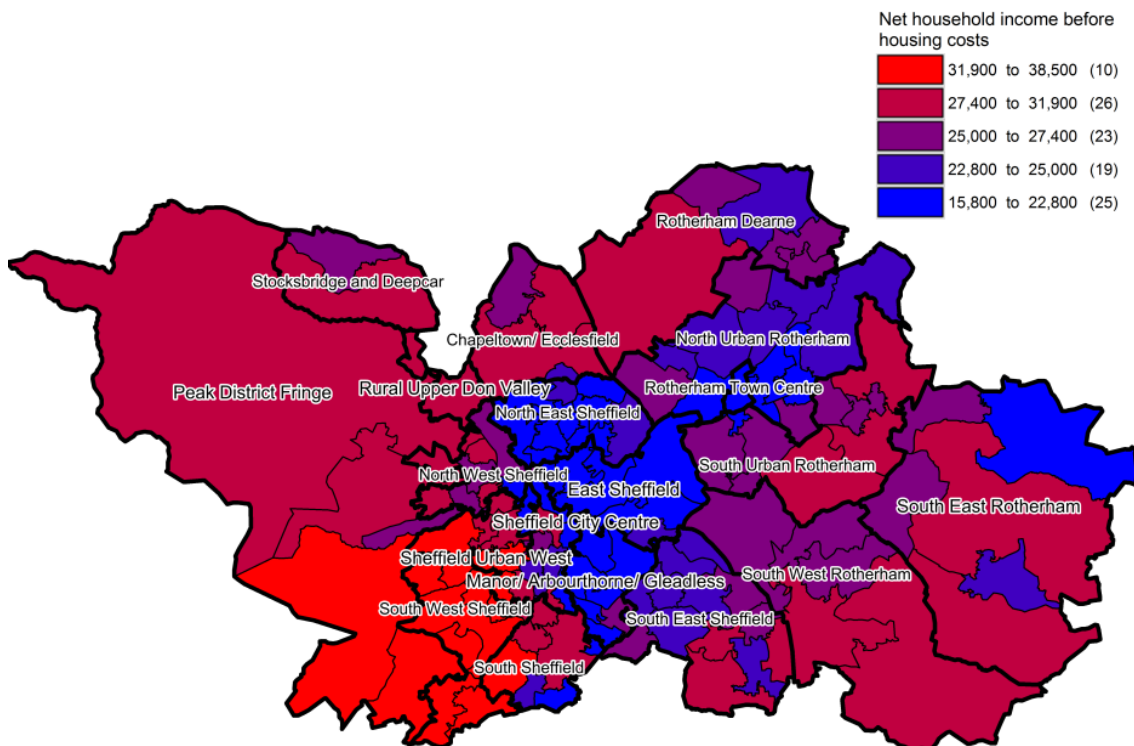 Net household income before
housing costs
31,900 to 38,500 (10)
27,400 to 31,900 (26)
25,000 to 27,400 (23)
22,800 to 25,000 (19)
15,800 to 22,800 (25)
Rotherham Dearne
Stocksbridge and Deepcar
Chapeltown/ Ecclesfield
North Urban Rotherham
Peak District Fringe
Rural Upper Don Valley
Rotherham Town Centre
North East Sheffield
North West Sheffield
South Urban Rotherham
East Sheffield
South East Rotherham
Sheffield City Centre
Sheffield Urban West
Manor/ Arbourthorne/ Gleadless
South West Rotherham
South West Sheffield
South East Sheffield
South Sheffield